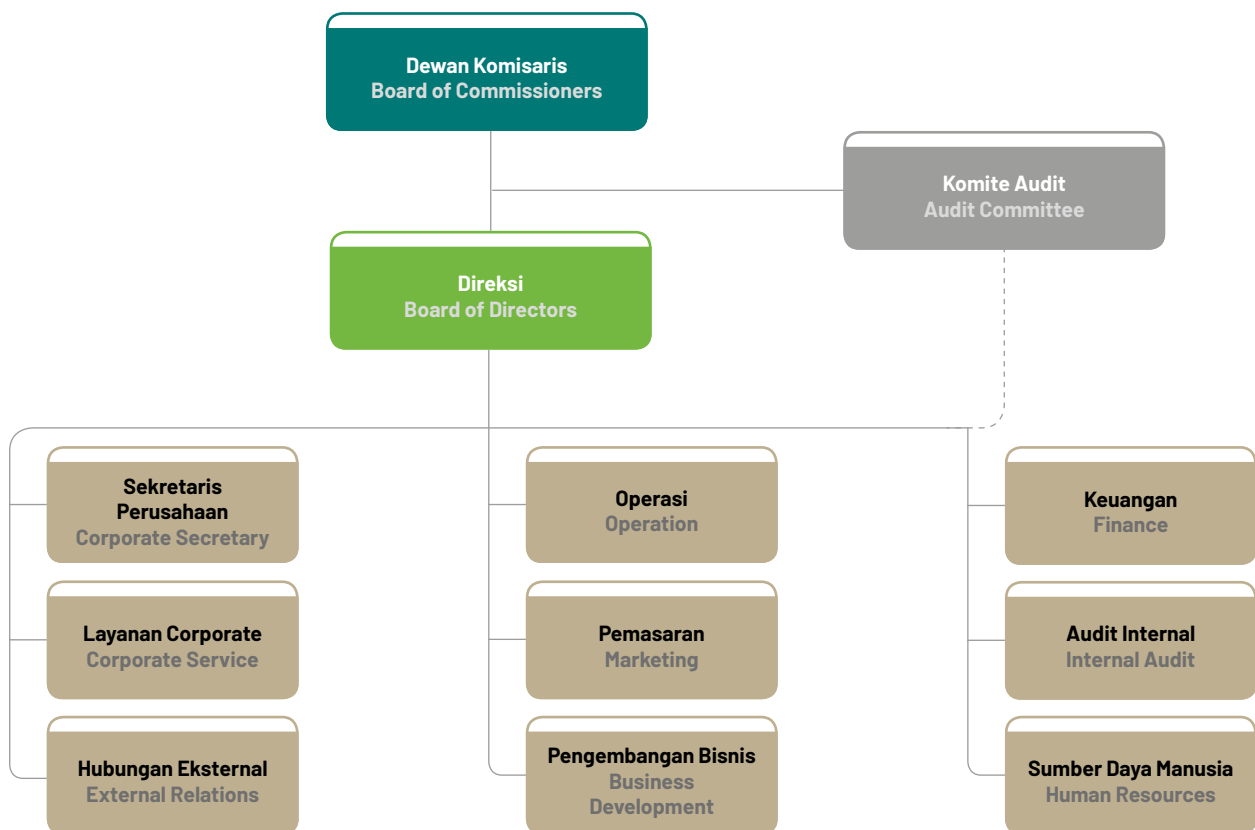 Dewan Komisaris
Board of Commissioners
Komite Audit
Audit Committee
Direksi
Board of Directors
Sekretaris
Perusahaan
Corporate Secretary
Operasi
Operation
Keuangan
Finance
Layanan Corporate
Corporate Service
Pemasaran
Marketing
Audit Internal
Internal Audit
Hubungan Eksternal
External Relations
Pengembangan Bisnis
Business
Development
Sumber Daya Manusia
Human Resources